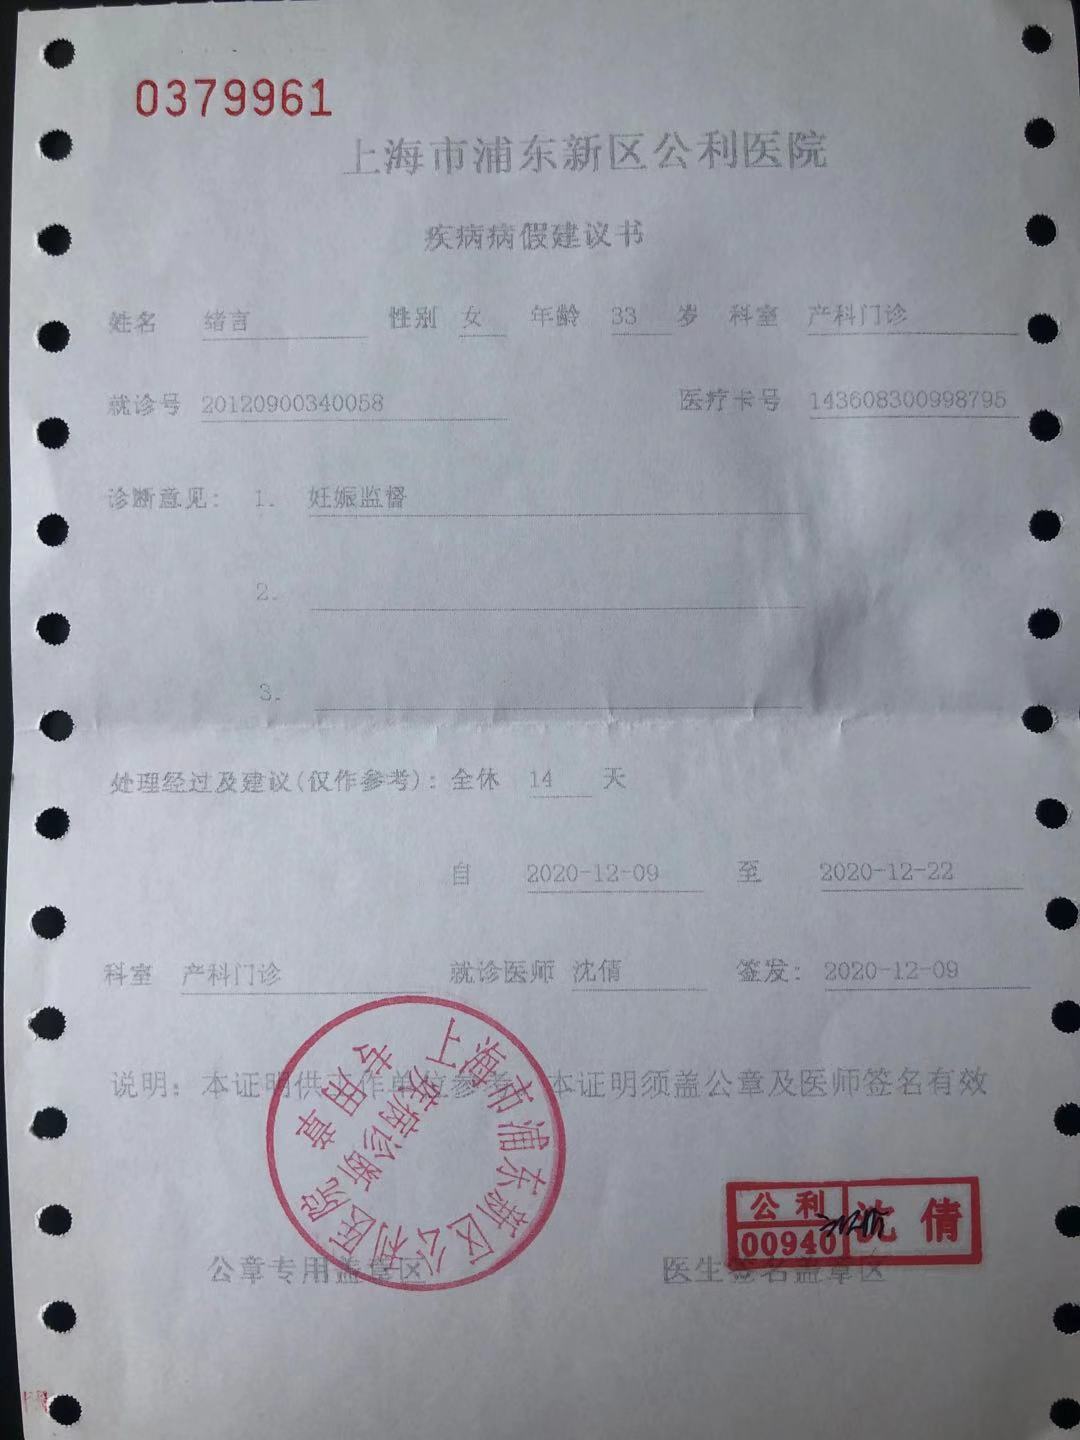 0379961
上海市浦东新区公利医院
疾病病假建议书
姓名 绪言 性别 女 年龄 33 岁 科室 产科门诊
就诊号 20120900340058 医疗卡号 143608300998795
诊断意见: 1. 妊娠监督
2.
3.
处理经过及建议(仅作参考): 全休 14 天
自 2020-12-09 至 2020-12-22
科室 产科门诊 就诊医师 沈倩 签发: 2020-12-09
说明: 本证明供工作单位参考, 本证明须盖公章及医师签名有效
上海市浦东新区公利医院
疾病诊断
专用章
公利
00940
沈倩
公章专用盖章区 医生签名盖章区